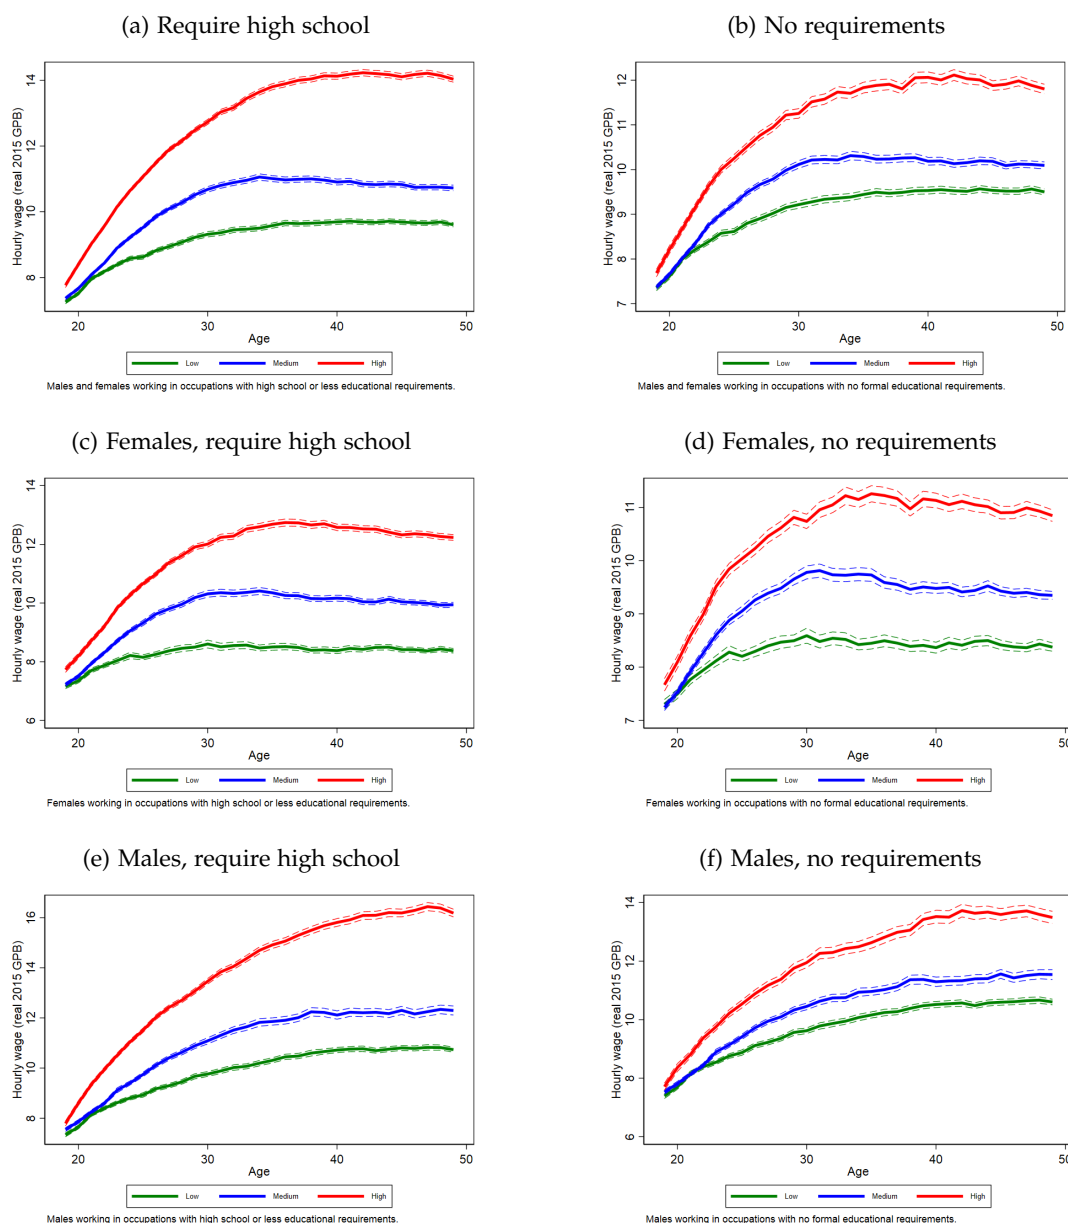 (a) Require high school
Hourly wage (real 2015 GPB)
14
12
10
8
20 30 40 50
Age
Low Medium High
Males and females working in occupations with high school or less educational requirements.
(b) No requirements
Hourly wage (real 2015 GPB)
12
11
10
9
8
7
20 30 40 50
Age
Low Medium High
Males and females working in occupations with no formal educational requirements.
(c) Females, require high school
Hourly wage (real 2015 GPB)
14
12
10
8
6
20 30 40 50
Age
Low Medium High
Females working in occupations with high school or less educational requirements.
(d) Females, no requirements
Hourly wage (real 2015 GPB)
11
10
9
8
7
20 30 40 50
Age
Low Medium High
Females working in occupations with no formal educational requirements.
(e) Males, require high school
Hourly wage (real 2015 GPB)
16
14
12
10
8
20 30 40 50
Age
Low Medium High
Males working in occupations with high school or less educational requirements.
(f) Males, no requirements
Hourly wage (real 2015 GPB)
14
12
10
8
6
20 30 40 50
Age
Low Medium High
Males working in occupations with no formal educational requirements.